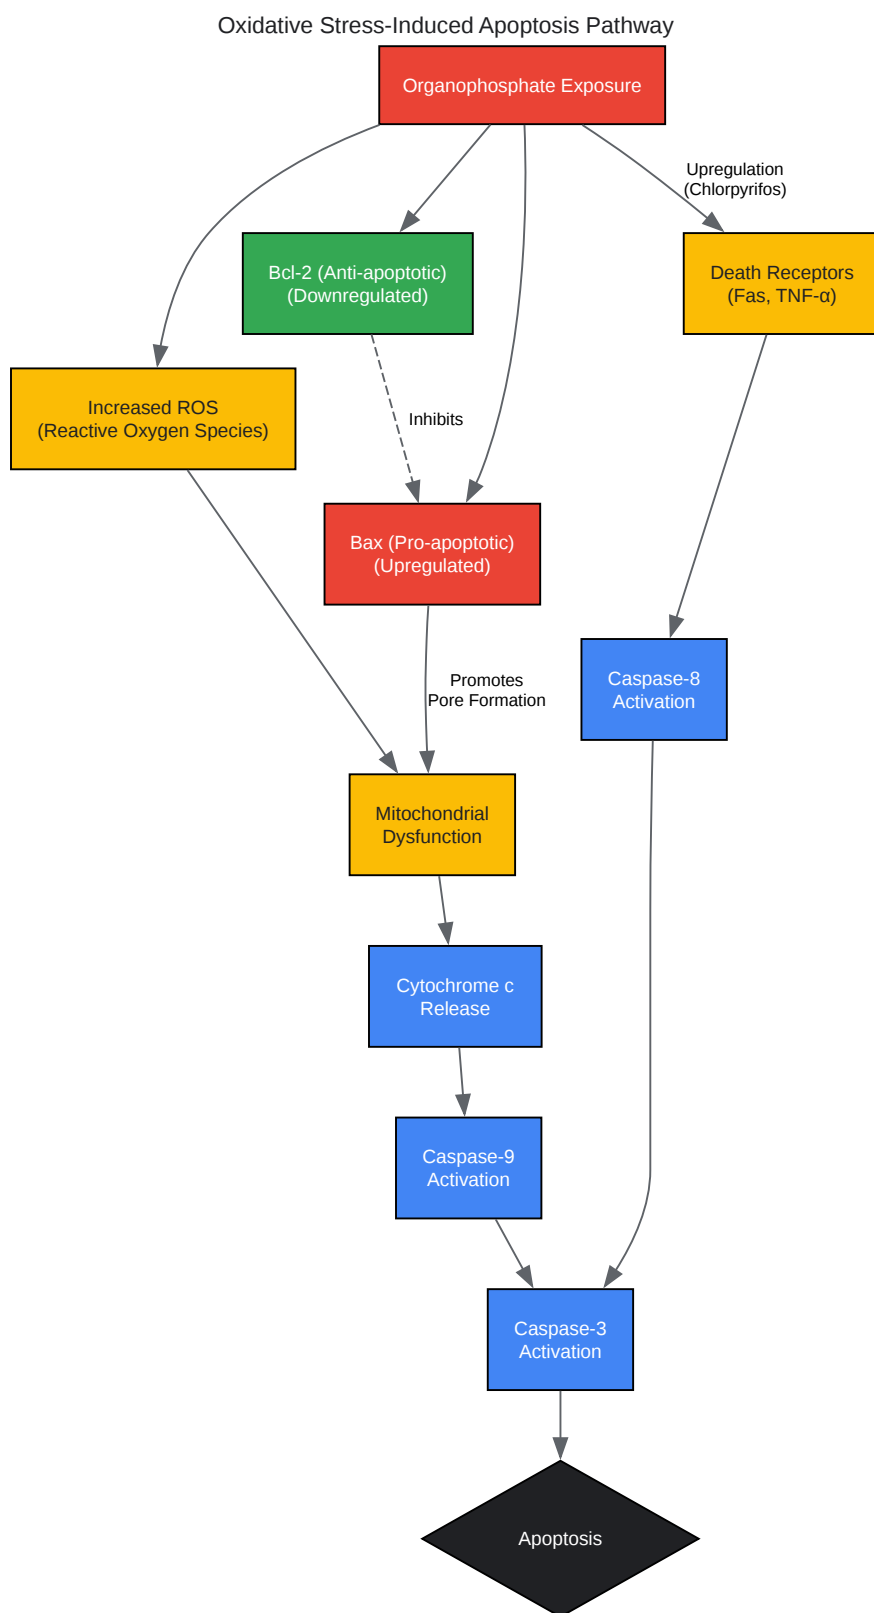 Oxidative Stress-Induced Apoptosis Pathway
Organophosphate Exposure
Upregulation
(Chlorpyrifos)
Bcl-2 (Anti-apoptotic)
(Downregulated)
Death Receptors
(Fas, TNF-α)
Increased ROS
(Reactive Oxygen Species)
Inhibits
Bax (Pro-apoptotic)
(Upregulated)
Promotes
Pore Formation
Caspase-8
Activation
Mitochondrial
Dysfunction
Cytochrome c
Release
Caspase-9
Activation
Caspase-3
Activation
Apoptosis